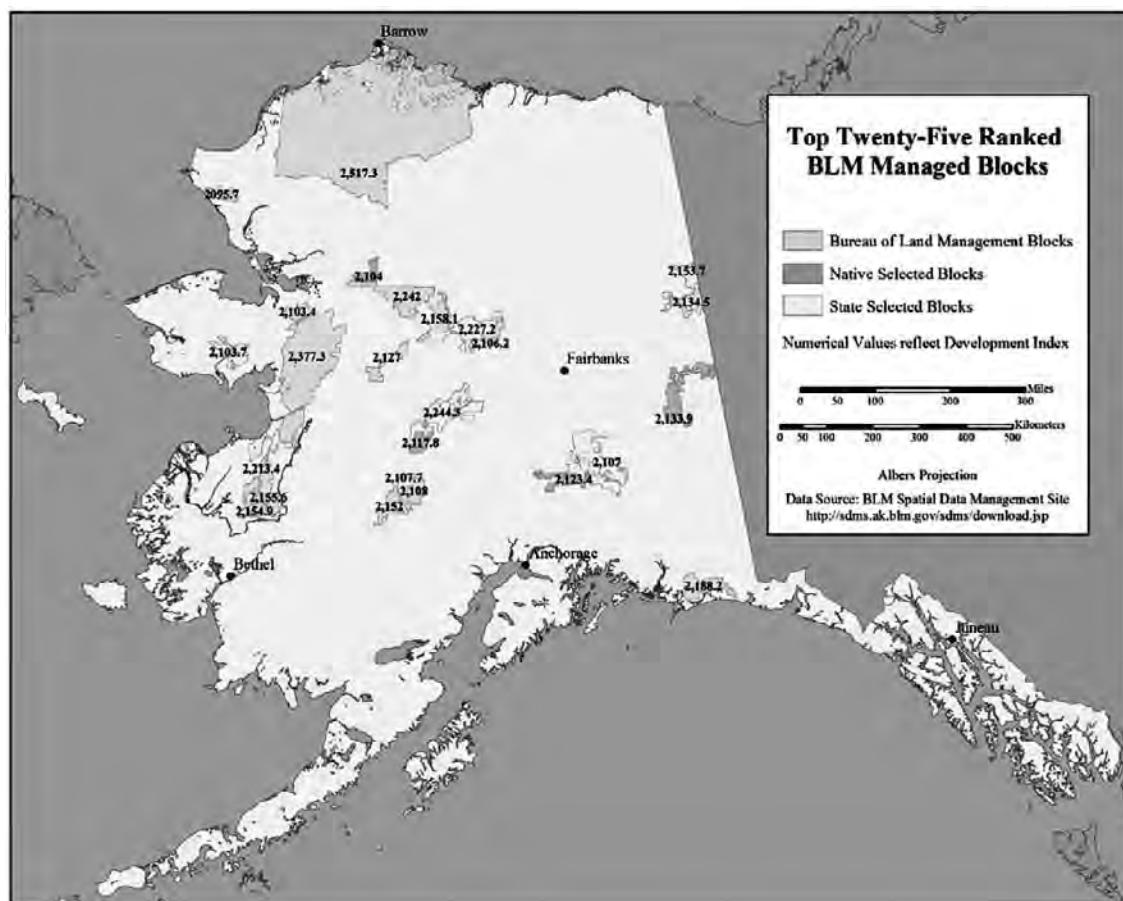 Barrow
2,517.3
2095.7
2,104
2,242
2,103.4
2,158.1
2,227.2
2,106.2
2,153.7
2,134.5
2,103.7
2,377.3
2,127
Fairbanks
2,244.3
2,133.9
2,117.8
2,213.4
2,107
2,123.4
2,107.7
2,108
2,155.6
2,154.9
2,152
Bethel
Anchorage
2,188.2
Juneau
Top Twenty-Five Ranked
BLM Managed Blocks
Bureau of Land Management Blocks
Native Selected Blocks
State Selected Blocks
Numerical Values reflect Development Index
Miles
0 50 100 200 300
Kilometers
0 50 100 200 300 400 500
Albers Projection
Data Source: BLM Spatial Data Management Site
http://sdms.ak.blm.gov/sdms/download.jsp